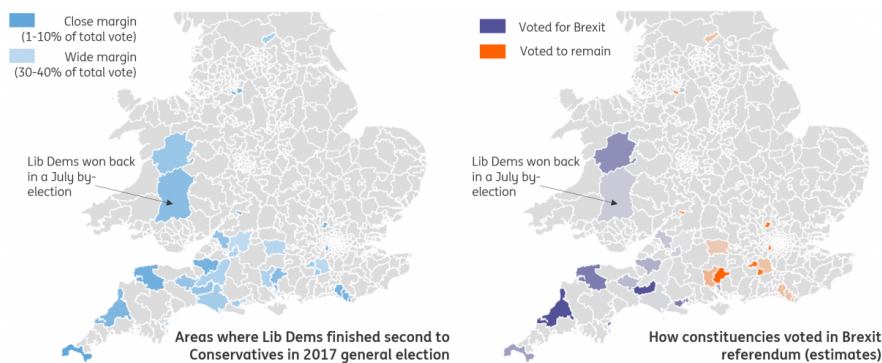 Close margin
(1-10% of total vote)
Wide margin
(30-40% of total vote)
Lib Dems won back
in a July by-
election
Areas where Lib Dems finished second to
Conservatives in 2017 general election
Voted for Brexit
Voted to remain
Lib Dems won back
in a July by-
election
How constituencies voted in Brexit
referendum (estimates)